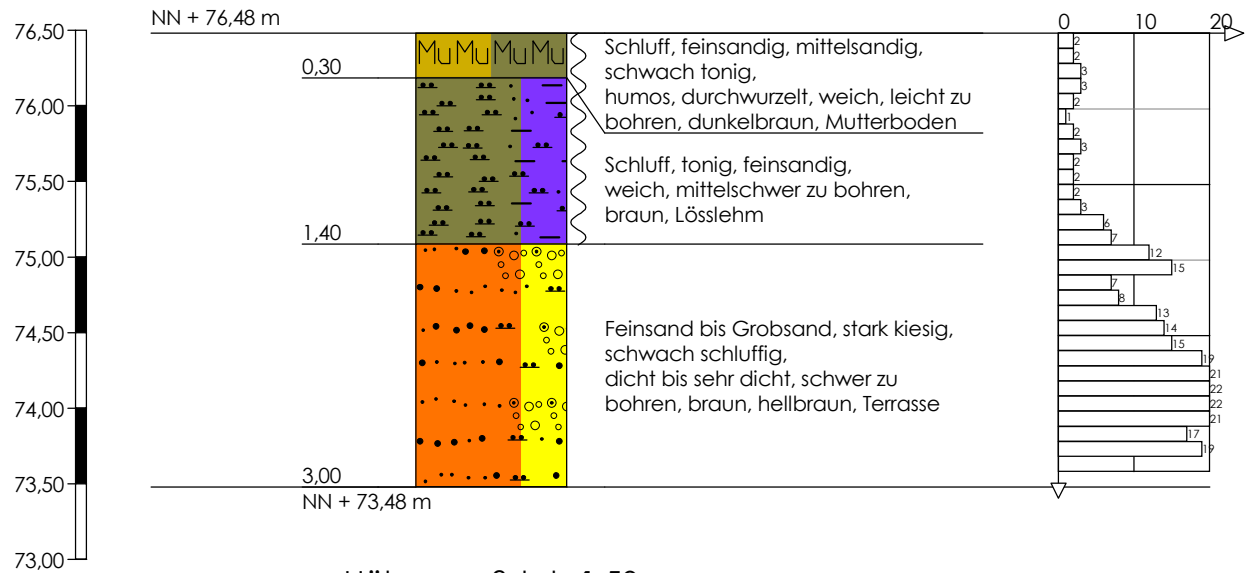 NN + 76,48 m
76,50
76,00
75,50
75,00
74,50
74,00
73,50
73,00
Mu Mu Mu Mu
0,30
1,40
3,00
NN + 73,48 m
Schluff, feinsandig, mittelsandig,
schwach tonig,
humos, durchwurzelt, weich, leicht zu
bohren, dunkelbraun, Mutterboden
Schluff, tonig, feinsandig,
weich, mittelschwer zu bohren,
braun, Lösslehm
Feinsand bis Grobsand, stark kiesig,
schwach schluffig,
dicht bis sehr dicht, schwer zu
bohren, braun, hellbraun, Terrasse
0 10 20
2
2
3
3
2
1
2
3
2
2
2
3
6
7
12
15
7
8
13
14
15
19
21
22
22
21
17
19